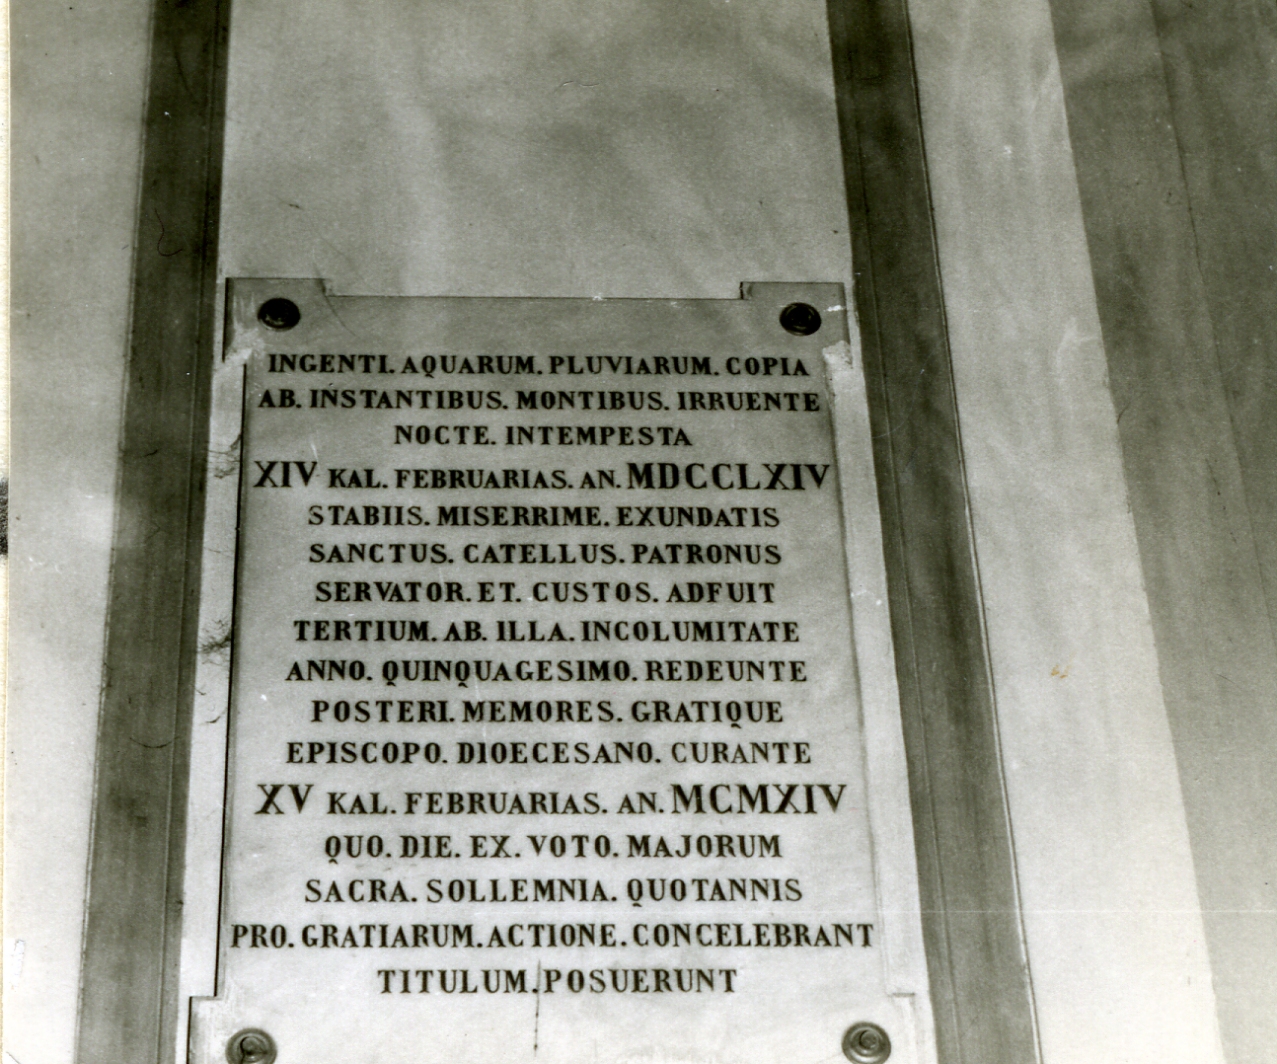 INGENTI. AQUARUM. PLUVIARUM. COPIA
AB. INSTANTIBUS. MONTIBUS. IRRUENTE
NOCTE. INTEMPESTA
XIV KAL. FEBRUARIAS. AN. MDCCLXIV
STABIIS. MISERRIME. EXUNDATIS
SANCTUS. CATELLUS. PATRONUS
SERVATOR. ET. CUSTOS. ADFUIT
TERTIUM. AB. ILLA. INCOLUMITATE
ANNO. QUINQUAGESIMO. REDEUNTE
POSTERI. MEMORES. GRATIQUE
EPISCOPO. DIOECESANO. CURANTE
XV KAL. FEBRUARIAS. AN. MCMXIV
QUO. DIE. EX. VOTO. MAJORUM
SACRA. SOLLEMNIA. QUOTANNIS
PRO. GRATIARUM. ACTIONE. CONCELEBRANT
TITULUM. POSUERUNT